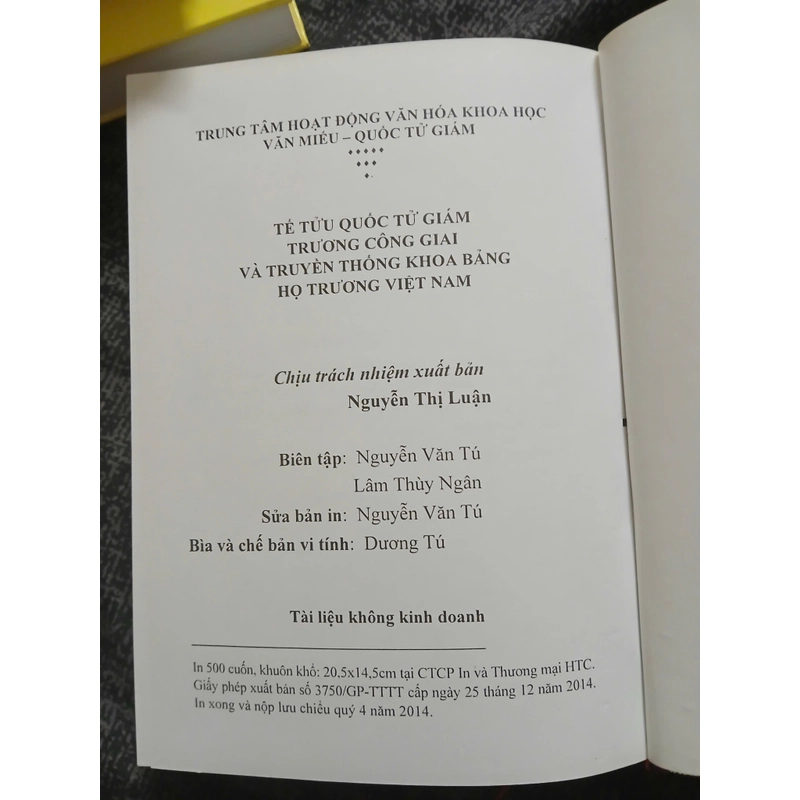 TRUNG TÂM HOẠT ĐỘNG VĂN HÓA KHOA HỌC
VĂN MIẾU – QUỐC TỬ GIÁM
TẾ TỬU QUỐC TỬ GIÁM
TRƯƠNG CÔNG GIAI
VÀ TRUYỀN THỐNG KHOA BẢNG
HỌ TRƯƠNG VIỆT NAM
Chịu trách nhiệm xuất bản
Nguyễn Thị Luận
Biên tập: Nguyễn Văn Tú
Lâm Thùy Ngân
Sửa bản in: Nguyễn Văn Tú
Bìa và chế bản vi tính: Dương Tú
Tài liệu không kinh doanh
In 500 cuốn, khuôn khổ: 20,5x14,5cm tại CTCP In và Thương mại HTC.
Giấy phép xuất bản số 3750/GP-TTTT cấp ngày 25 tháng 12 năm 2014.
In xong và nộp lưu chiểu quý 4 năm 2014.